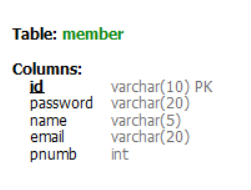 Table: member
Columns:
id varchar(10) PK
password varchar(20)
name varchar(5)
email varchar(20)
pnumb int